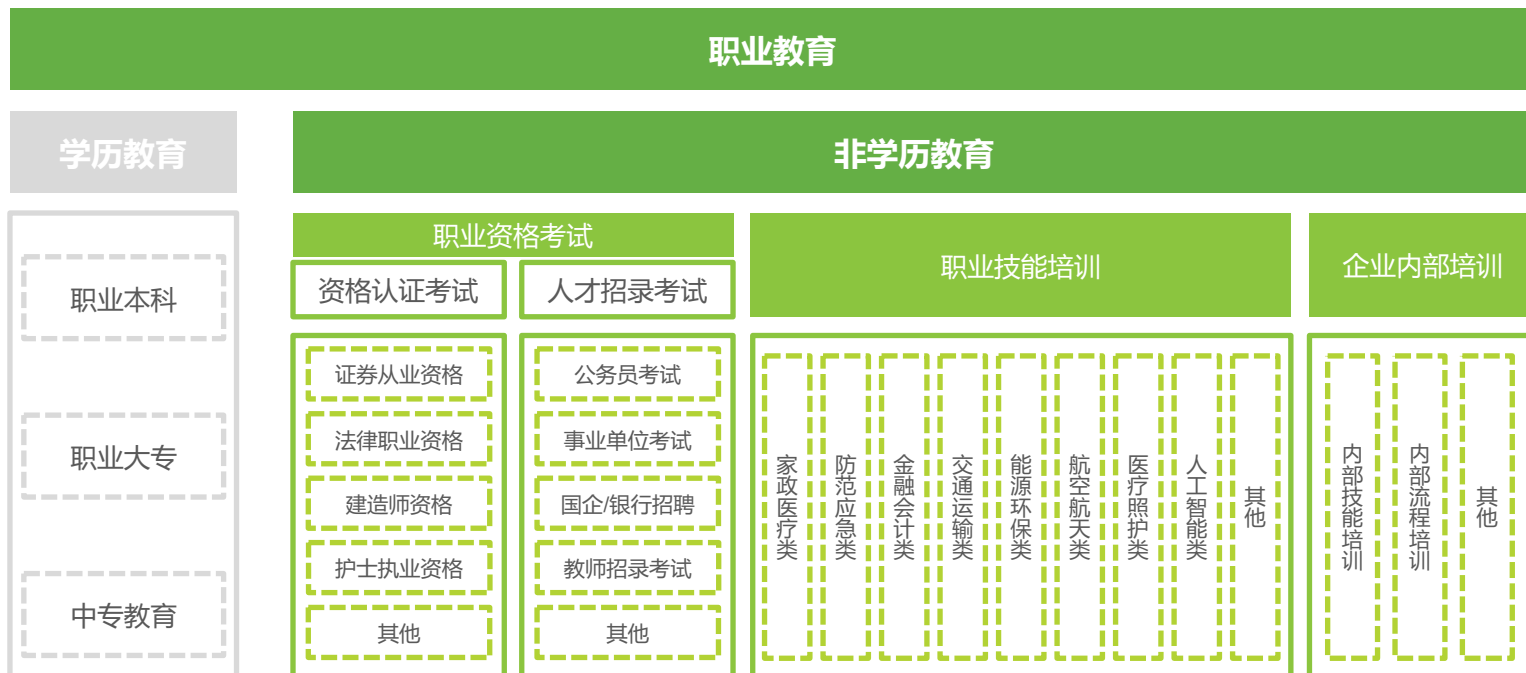 职业教育
学历教育
非学历教育
职业本科
职业大专
中专教育
职业资格考试
资格认证考试
人才招录考试
证券从业资格
法律职业资格
建造师资格
护士执业资格
其他
公务员考试
事业单位考试
国企/银行招聘
教师招录考试
其他
职业技能培训
家政医疗类
防范应急类
金融会计类
交通运输类
能源环保类
航空航天类
医疗照护类
人工智能类
其他
企业内部培训
内部技能培训
内部流程培训
其他